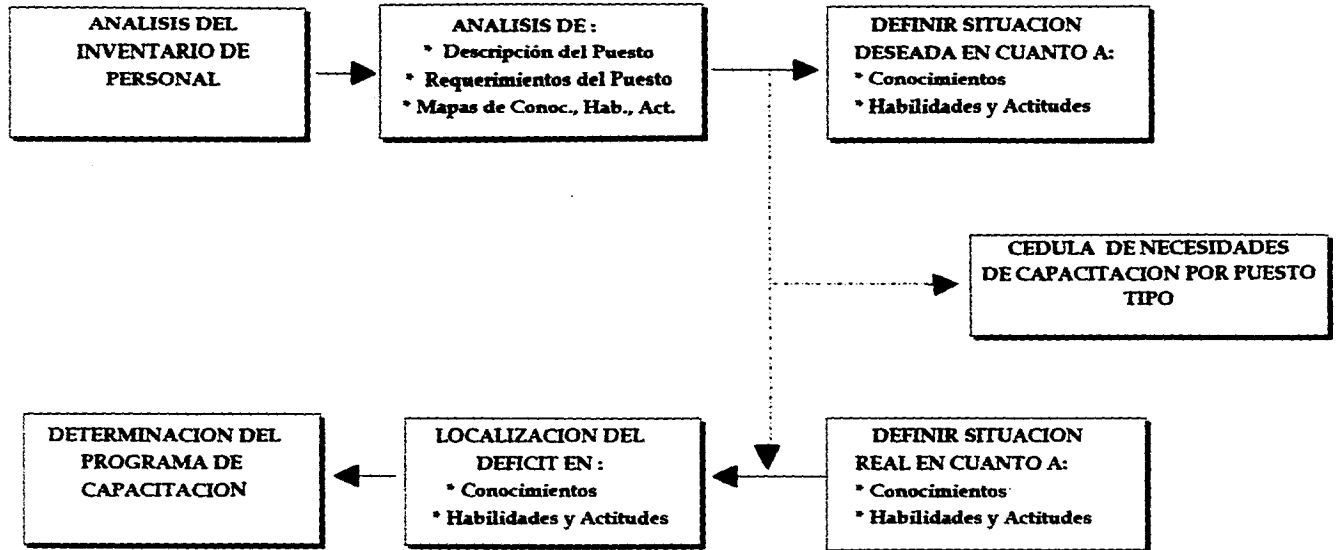 ANALISIS DEL
INVENTARIO DE
PERSONAL
ANALISIS DE :
* Descripción del Puesto
* Requerimientos del Puesto
* Mapas de Conoc., Hab., Act.
DEFINIR SITUACION
DESEADA EN CUANTO A:
* Conocimientos
* Habilidades y Actitudes
CEDULA DE NECESIDADES
DE CAPACITACION POR PUESTO
TIPO
DETERMINACION DEL
PROGRAMA DE
CAPACITACION
LOCALIZACION DEL
DEFICIT EN :
* Conocimientos
* Habilidades y Actitudes
DEFINIR SITUACION
REAL EN CUANTO A:
* Conocimientos
* Habilidades y Actitudes